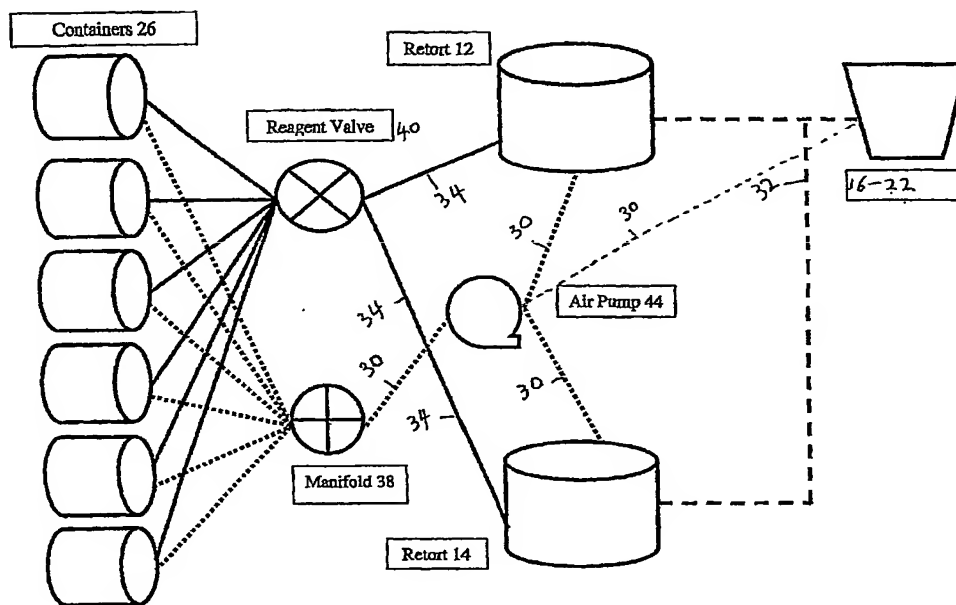 Containers 26
Retort 12
Reagent Valve 40
34
30
30
32
16-22
Air Pump 44
34
30
30
34
Manifold 38
Retort 14